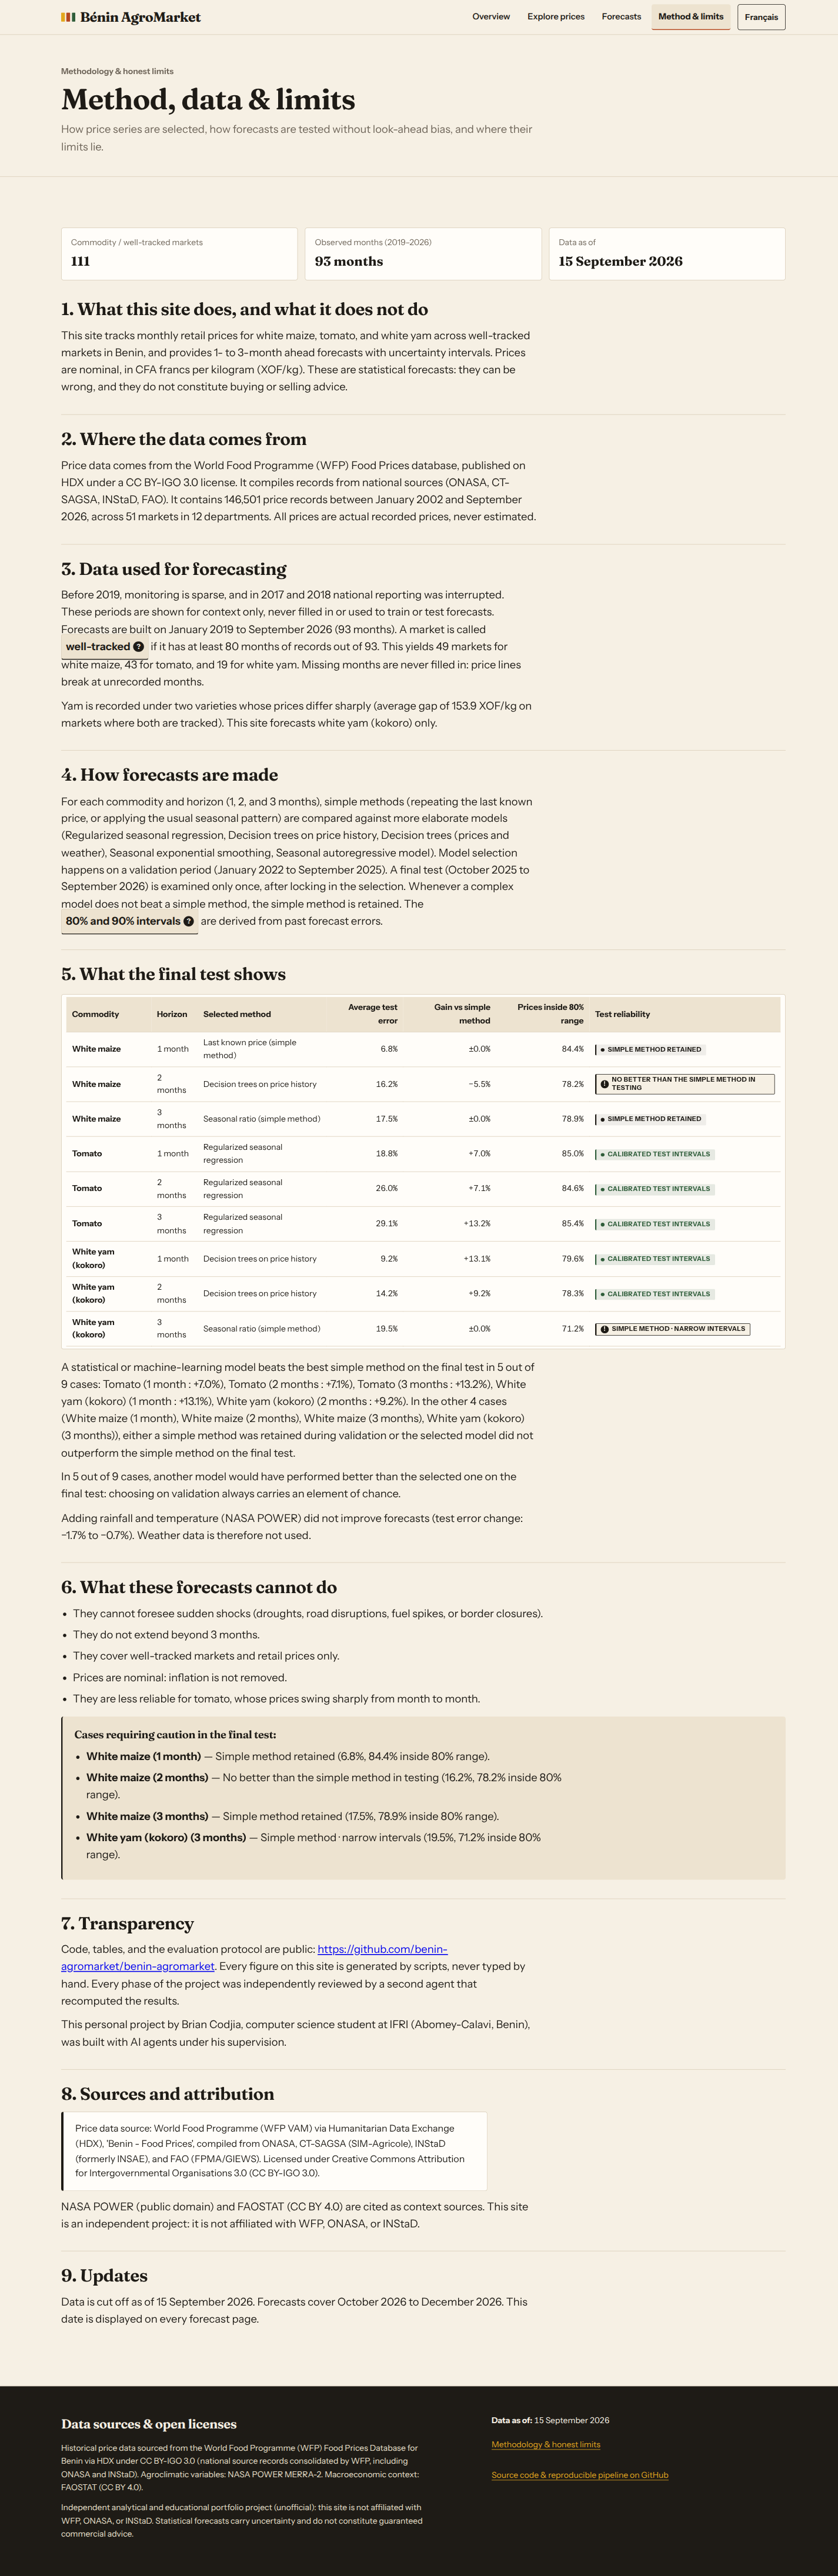 Bénin AgroMarket
Overview
Explore prices
Forecasts
Method & limits
Français
Methodology & honest limits
Method, data & limits
How price series are selected, how forecasts are tested without look-ahead bias, and where their
limits lie.
Commodity / well-tracked markets
111
Observed months (2019–2026)
93 months
Data as of
15 September 2026
1. What this site does, and what it does not do
This site tracks monthly retail prices for white maize, tomato, and white yam across well-tracked
markets in Benin, and provides 1- to 3-month ahead forecasts with uncertainty intervals. Prices
are nominal, in CFA francs per kilogram (XOF/kg). These are statistical forecasts: they can be
wrong, and they do not constitute buying or selling advice.
2. Where the data comes from
Price data comes from the World Food Programme (WFP) Food Prices database, published on
HDX under a CC BY-IGO 3.0 license. It compiles records from national sources (ONASA, CT-
SAGSA, INStaD, FAO). It contains 146,501 price records between January 2002 and September
2026, across 51 markets in 12 departments. All prices are actual recorded prices, never estimated.
3. Data used for forecasting
Before 2019, monitoring is sparse, and in 2017 and 2018 national reporting was interrupted.
These periods are shown for context only, never filled in or used to train or test forecasts.
Forecasts are built on January 2019 to September 2026 (93 months). A market is called
well-tracked ? if it has at least 80 months of records out of 93. This yields 49 markets for
white maize, 43 for tomato, and 19 for white yam. Missing months are never filled in: price lines
break at unrecorded months.
Yam is recorded under two varieties whose prices differ sharply (average gap of 153.9 XOF/kg on
markets where both are tracked). This site forecasts white yam (kokoro) only.
4. How forecasts are made
For each commodity and horizon (1, 2, and 3 months), simple methods (repeating the last known
price, or applying the usual seasonal pattern) are compared against more elaborate models
(Regularized seasonal regression, Decision trees on price history, Decision trees (prices and
weather), Seasonal exponential smoothing, Seasonal autoregressive model). Model selection
happens on a validation period (January 2022 to September 2025). A final test (October 2025 to
September 2026) is examined only once, after locking in the selection. Whenever a complex
model does not beat a simple method, the simple method is retained. The
80% and 90% intervals ? are derived from past forecast errors.
5. What the final test shows
Commodity Horizon Selected method Average test error Gain vs simple method Prices inside 80% range Test reliability
White maize 1 month Last known price (simple method) 6.8% ±0.0% 84.4% SIMPLE METHOD RETAINED
White maize 2 months Decision trees on price history 16.2% −5.5% 78.2% ! NO BETTER THAN THE SIMPLE METHOD IN TESTING
White maize 3 months Seasonal ratio (simple method) 17.5% ±0.0% 78.9% SIMPLE METHOD RETAINED
Tomato 1 month Regularized seasonal regression 18.8% +7.0% 85.0% CALIBRATED TEST INTERVALS
Tomato 2 months Regularized seasonal regression 26.0% +7.1% 84.6% CALIBRATED TEST INTERVALS
Tomato 3 months Regularized seasonal regression 29.1% +13.2% 85.4% CALIBRATED TEST INTERVALS
White yam (kokoro) 1 month Decision trees on price history 9.2% +13.1% 79.6% CALIBRATED TEST INTERVALS
White yam (kokoro) 2 months Decision trees on price history 14.2% +9.2% 78.3% CALIBRATED TEST INTERVALS
White yam (kokoro) 3 months Seasonal ratio (simple method) 19.5% ±0.0% 71.2% ! SIMPLE METHOD · NARROW INTERVALS
A statistical or machine-learning model beats the best simple method on the final test in 5 out of
9 cases: Tomato (1 month : +7.0%), Tomato (2 months : +7.1%), Tomato (3 months : +13.2%), White
yam (kokoro) (1 month : +13.1%), White yam (kokoro) (2 months : +9.2%). In the other 4 cases
(White maize (1 month), White maize (2 months), White maize (3 months), White yam (kokoro)
(3 months)), either a simple method was retained during validation or the selected model did not
outperform the simple method on the final test.
In 5 out of 9 cases, another model would have performed better than the selected one on the
final test: choosing on validation always carries an element of chance.
Adding rainfall and temperature (NASA POWER) did not improve forecasts (test error change:
−1.7% to −0.7%). Weather data is therefore not used.
6. What these forecasts cannot do
• They cannot foresee sudden shocks (droughts, road disruptions, fuel spikes, or border closures).
• They do not extend beyond 3 months.
• They cover well-tracked markets and retail prices only.
• Prices are nominal: inflation is not removed.
• They are less reliable for tomato, whose prices swing sharply from month to month.
Cases requiring caution in the final test:
• White maize (1 month) — Simple method retained (6.8%, 84.4% inside 80% range).
• White maize (2 months) — No better than the simple method in testing (16.2%, 78.2% inside 80%
range).
• White maize (3 months) — Simple method retained (17.5%, 78.9% inside 80% range).
• White yam (kokoro) (3 months) — Simple method · narrow intervals (19.5%, 71.2% inside 80%
range).
7. Transparency
Code, tables, and the evaluation protocol are public: https://github.com/benin-
agromarket/benin-agromarket. Every figure on this site is generated by scripts, never typed by
hand. Every phase of the project was independently reviewed by a second agent that
recomputed the results.
This personal project by Brian Codjia, computer science student at IFRI (Abomey-Calavi, Benin),
was built with AI agents under his supervision.
8. Sources and attribution
Price data source: World Food Programme (WFP VAM) via Humanitarian Data Exchange
(HDX), 'Benin - Food Prices', compiled from ONASA, CT-SAGSA (SIM-Agricole), INStaD
(formerly INSAE), and FAO (FPMA/GIEWS). Licensed under Creative Commons Attribution
for Intergovernmental Organisations 3.0 (CC BY-IGO 3.0).
NASA POWER (public domain) and FAOSTAT (CC BY 4.0) are cited as context sources. This site
is an independent project: it is not affiliated with WFP, ONASA, or INStaD.
9. Updates
Data is cut off as of 15 September 2026. Forecasts cover October 2026 to December 2026. This
date is displayed on every forecast page.
Data sources & open licenses
Historical price data sourced from the World Food Programme (WFP) Food Prices Database for
Benin via HDX under CC BY-IGO 3.0 (national source records consolidated by WFP, including
ONASA and INStaD). Agroclimatic variables: NASA POWER MERRA-2. Macroeconomic context:
FAOSTAT (CC BY 4.0).
Independent analytical and educational portfolio project (unofficial): this site is not affiliated with
WFP, ONASA, or INStaD. Statistical forecasts carry uncertainty and do not constitute guaranteed
commercial advice.
Data as of: 15 September 2026
Methodology & honest limits
Source code & reproducible pipeline on GitHub